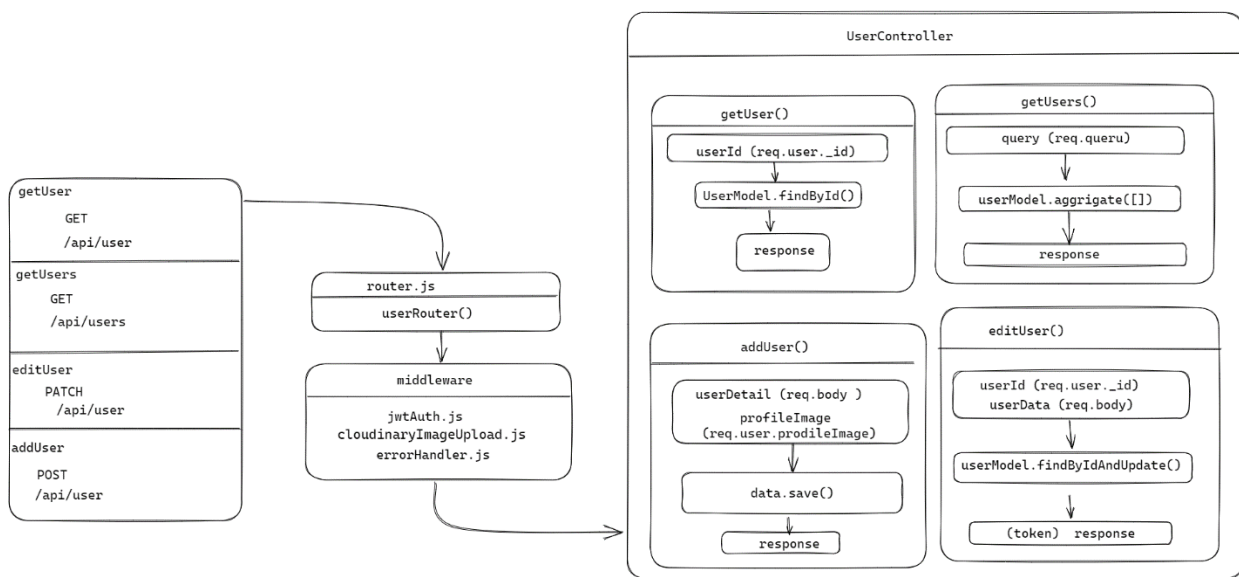 getUser
GET
/api/user
getUsers
GET
/api/users
editUser
PATCH
/api/user
addUser
POST
/api/user
router.js
userRouter()
middleware
jwtAuth.js
cloudinaryImageUpload.js
errorHandler.js
UserController
getUser()
userId (req.user._id)
UserModel.findById()
response
getUsers()
query (req.queru)
userModel.aggrigate([])
response
addUser()
userDetail (req.body )
profileImage
(req.user.prodileImage)
data.save()
response
editUser()
userId (req.user._id)
userData (req.body)
userModel.findByIdAndUpdate()
(token) response